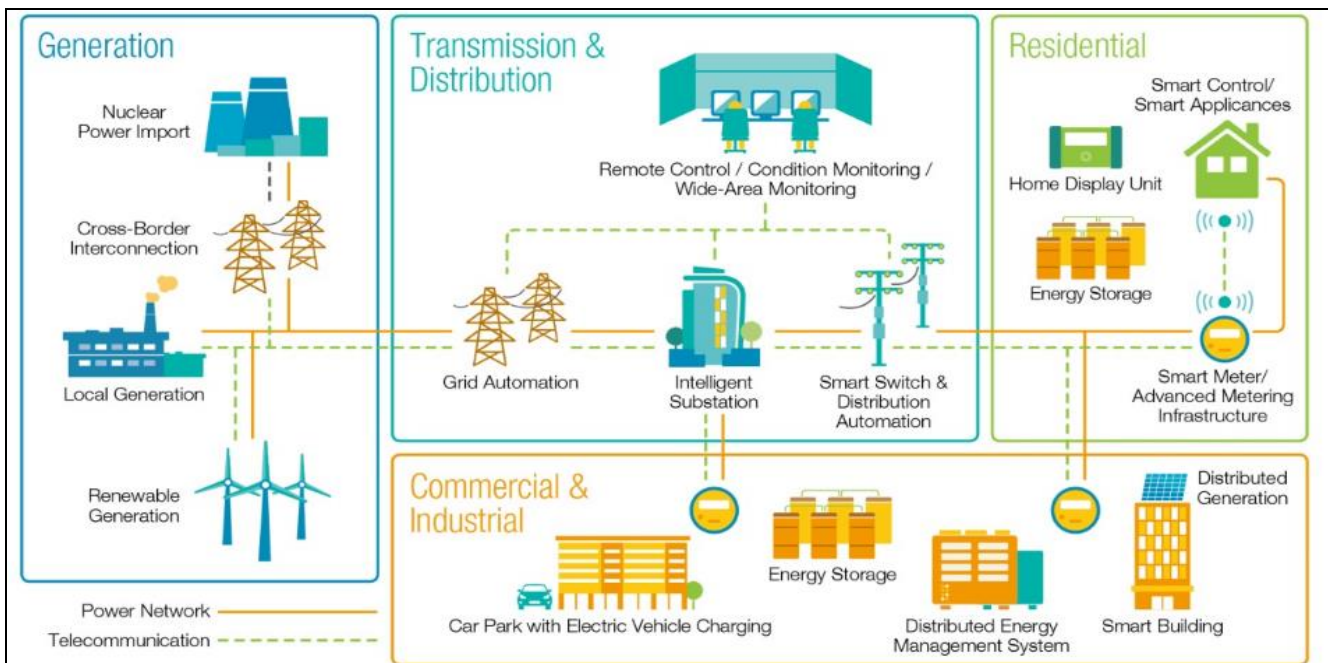 Generation
Nuclear
Power Import
Cross-Border
Interconnection
Local Generation
Renewable
Generation
Power Network
Telecommunication
Transmission &
Distribution
Remote Control / Condition Monitoring /
Wide-Area Monitoring
Grid Automation
Intelligent
Substation
Smart Switch &
Distribution
Automation
Residential
Smart Control/
Smart Applicances
Home Display Unit
Energy Storage
Smart Meter/
Advanced Metering
Infrastructure
Commercial &
Industrial
Car Park with Electric Vehicle Charging
Energy Storage
Distributed Energy
Management System
Distributed
Generation
Smart Building